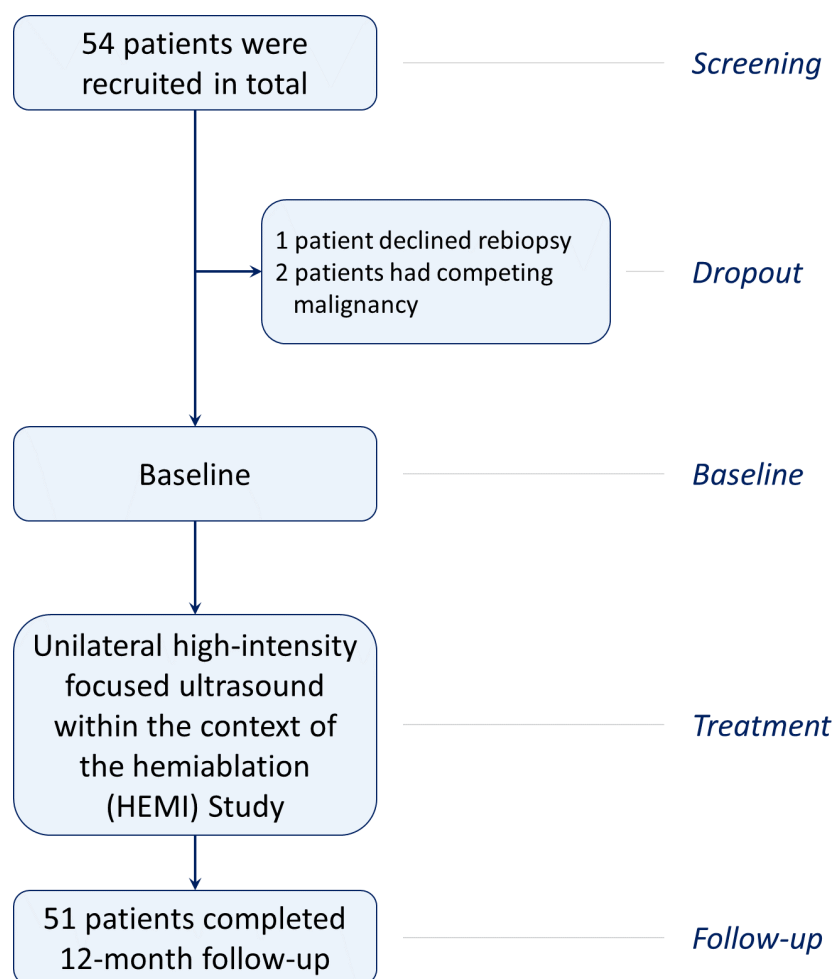 54 patients were
recruited in total
Screening
1 patient declined rebiopsy
2 patients had competing
malignancy
Dropout
Baseline
Baseline
Unilateral high-intensity
focused ultrasound
within the context of
the hemiablation
(HEMI) Study
Treatment
51 patients completed
12-month follow-up
Follow-up